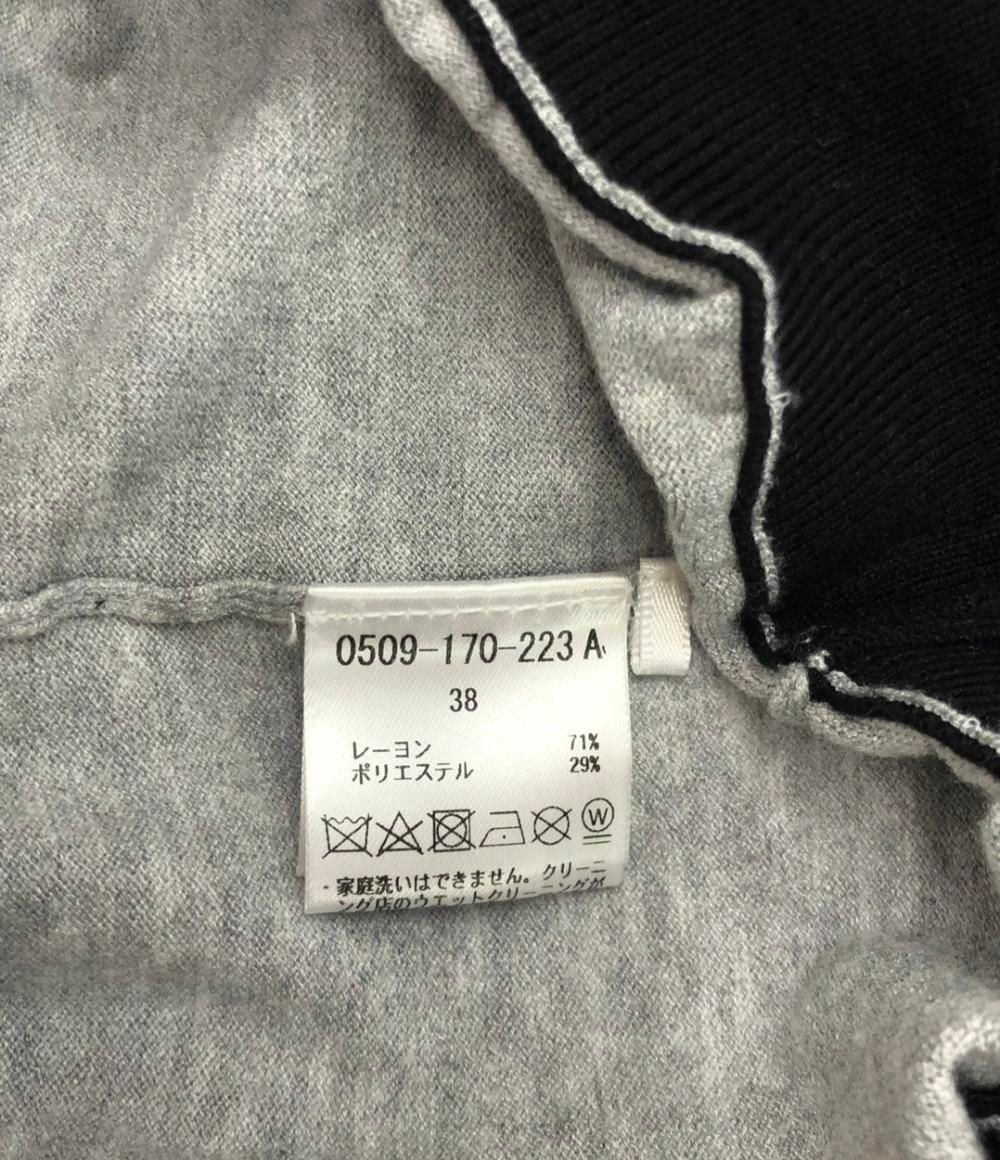 0509-170-223 A
38
レーヨン 71%
ポリエステル 29%
W
・家庭洗いはできません。クリーニ
ング店のウエットクリーニングが